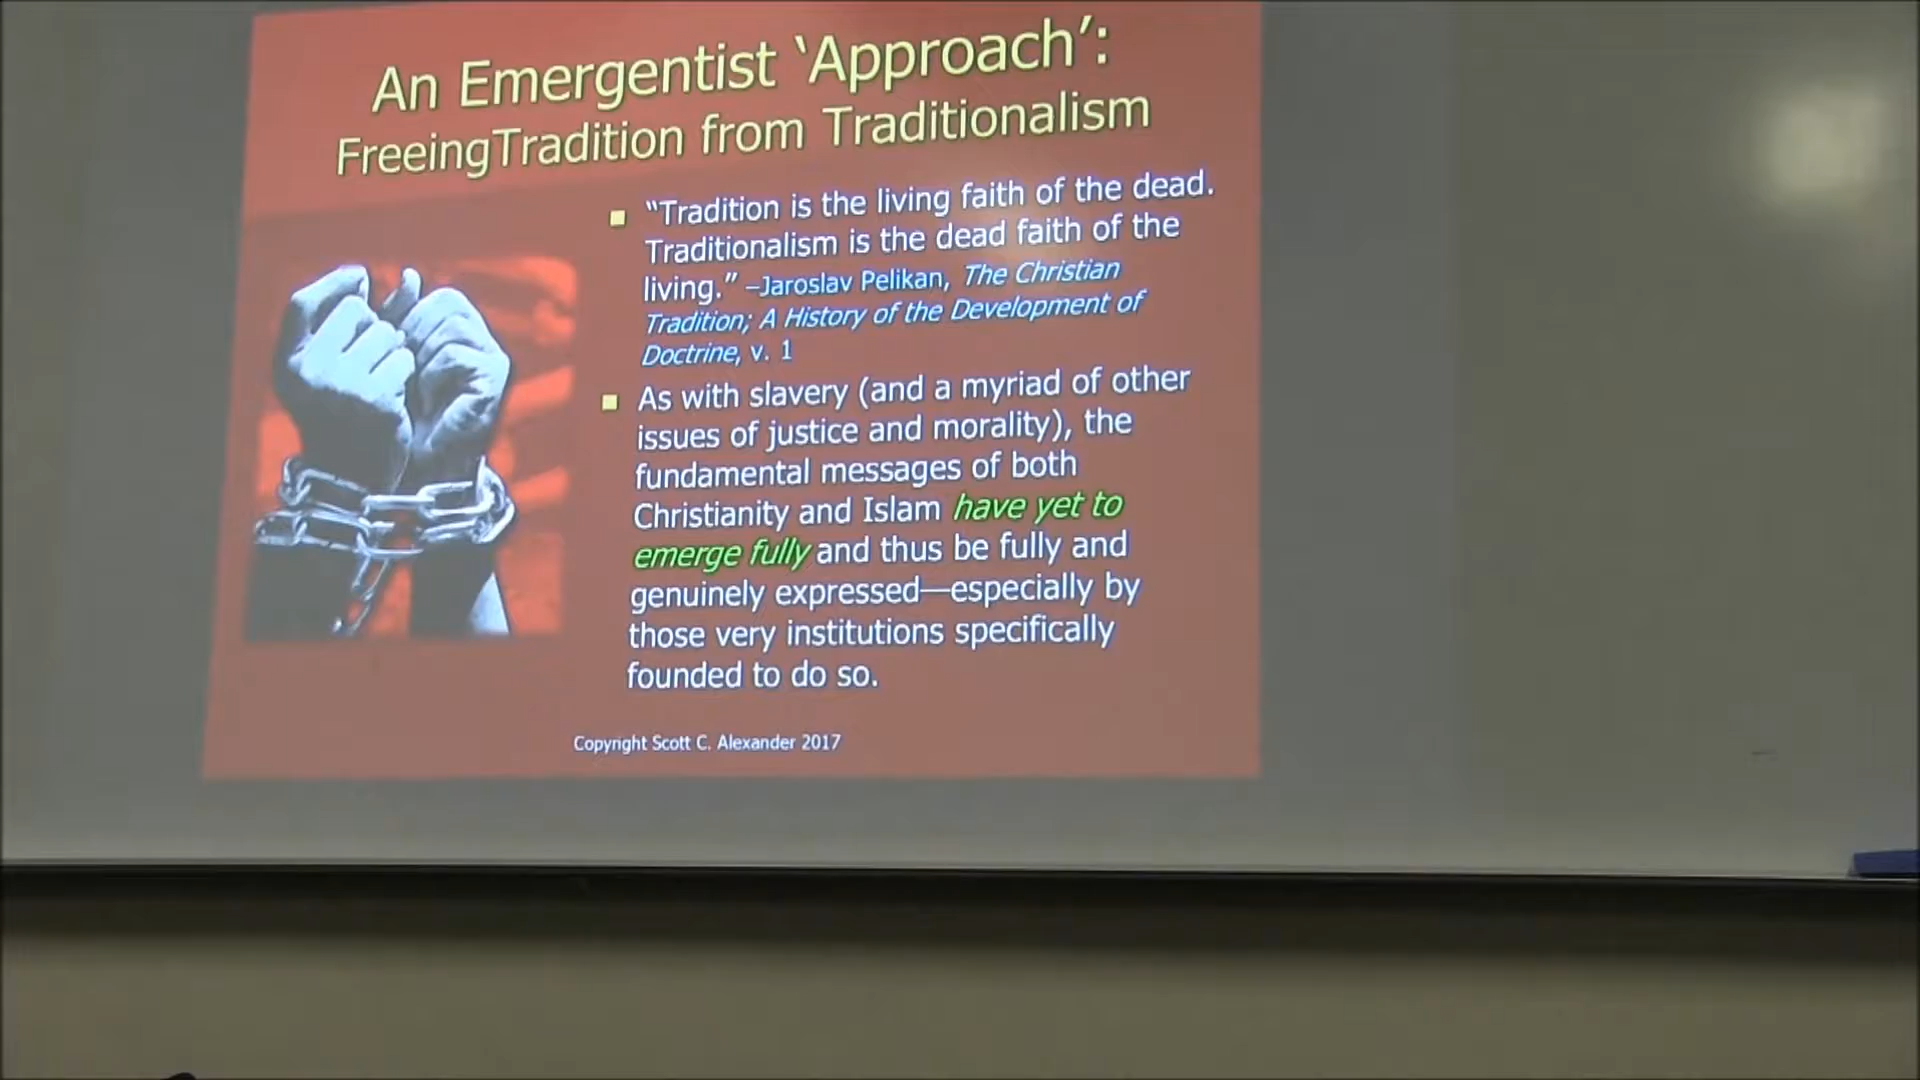 An Emergentist ‘Approach’:
FreeingTradition from Traditionalism
“Tradition is the living faith of the dead.
Traditionalism is the dead faith of the
living.” –Jaroslav Pelikan, The Christian
Tradition; A History of the Development of
Doctrine, v. 1
As with slavery (and a myriad of other
issues of justice and morality), the
fundamental messages of both
Christianity and Islam have yet to
emerge fully and thus be fully and
genuinely expressed—especially by
those very institutions specifically
founded to do so.
Copyright Scott C. Alexander 2017